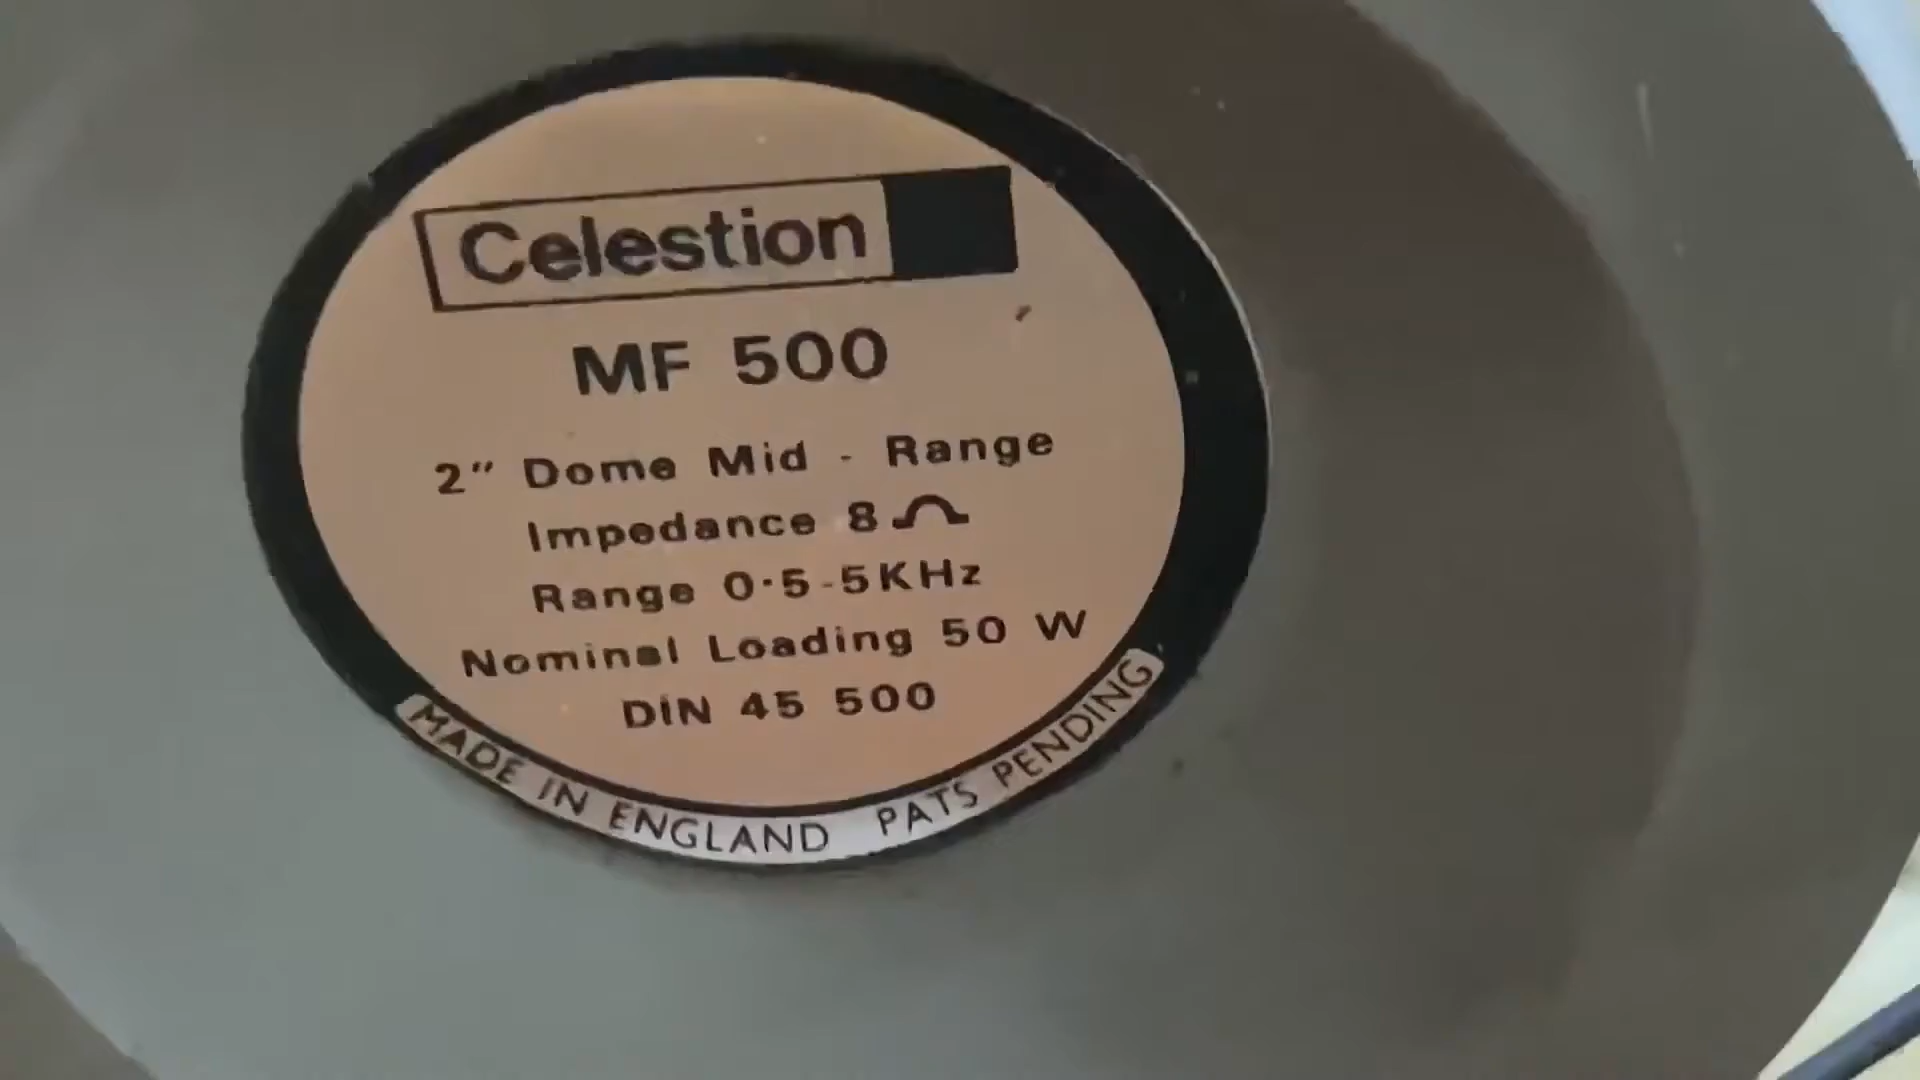 Celestion
MF 500
2" Dome Mid - Range
Impedance 8 Ω
Range 0·5-5KHz
Nominal Loading 50 W
DIN 45 500
MADE IN ENGLAND PATS PENDING